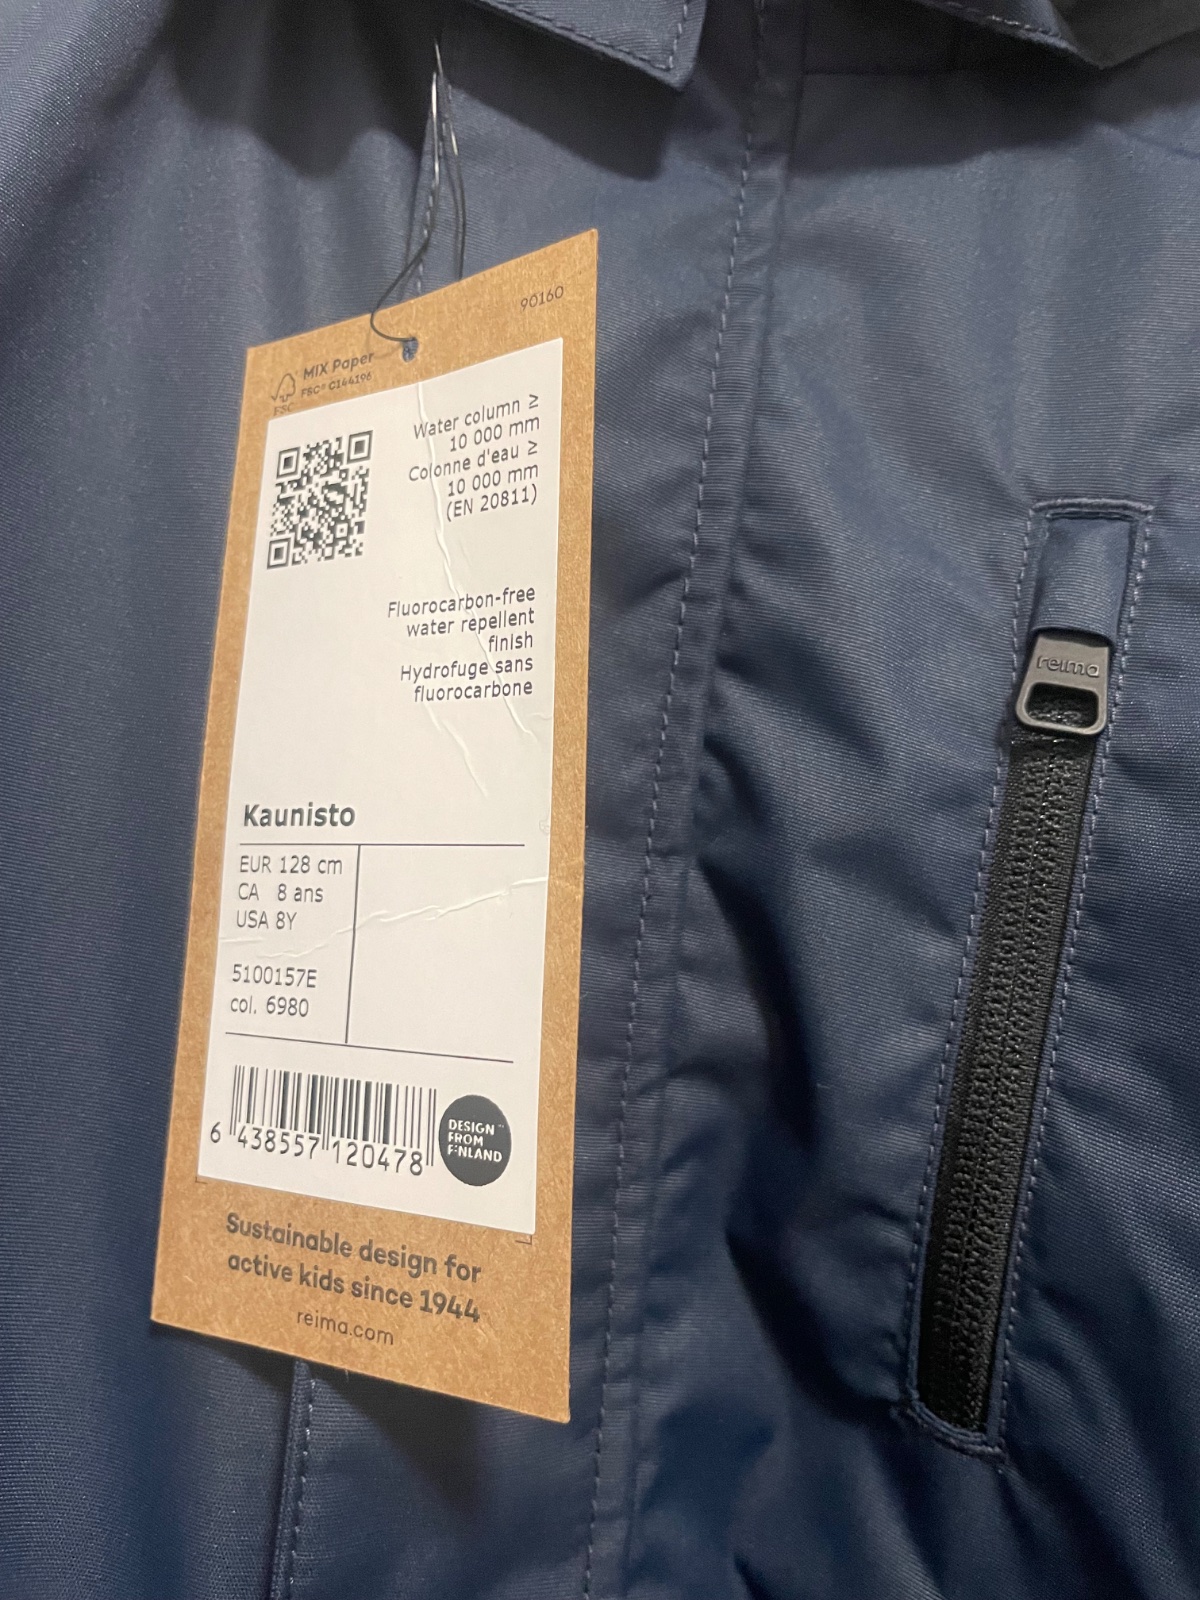 90160
MIX Paper
FSC® C144196
FSC
Water column ≥
10 000 mm
Colonne d'eau ≥
10 000 mm
(EN 20811)
Fluorocarbon-free
water repellent
finish
Hydrofuge sans
fluorocarbone
Kaunisto
EUR 128 cm
CA 8 ans
USA 8Y
5100157E
col. 6980
6 438557 120478
DESIGN™
FROM
FINLAND
Sustainable design for
active kids since 1944
reima.com
reima